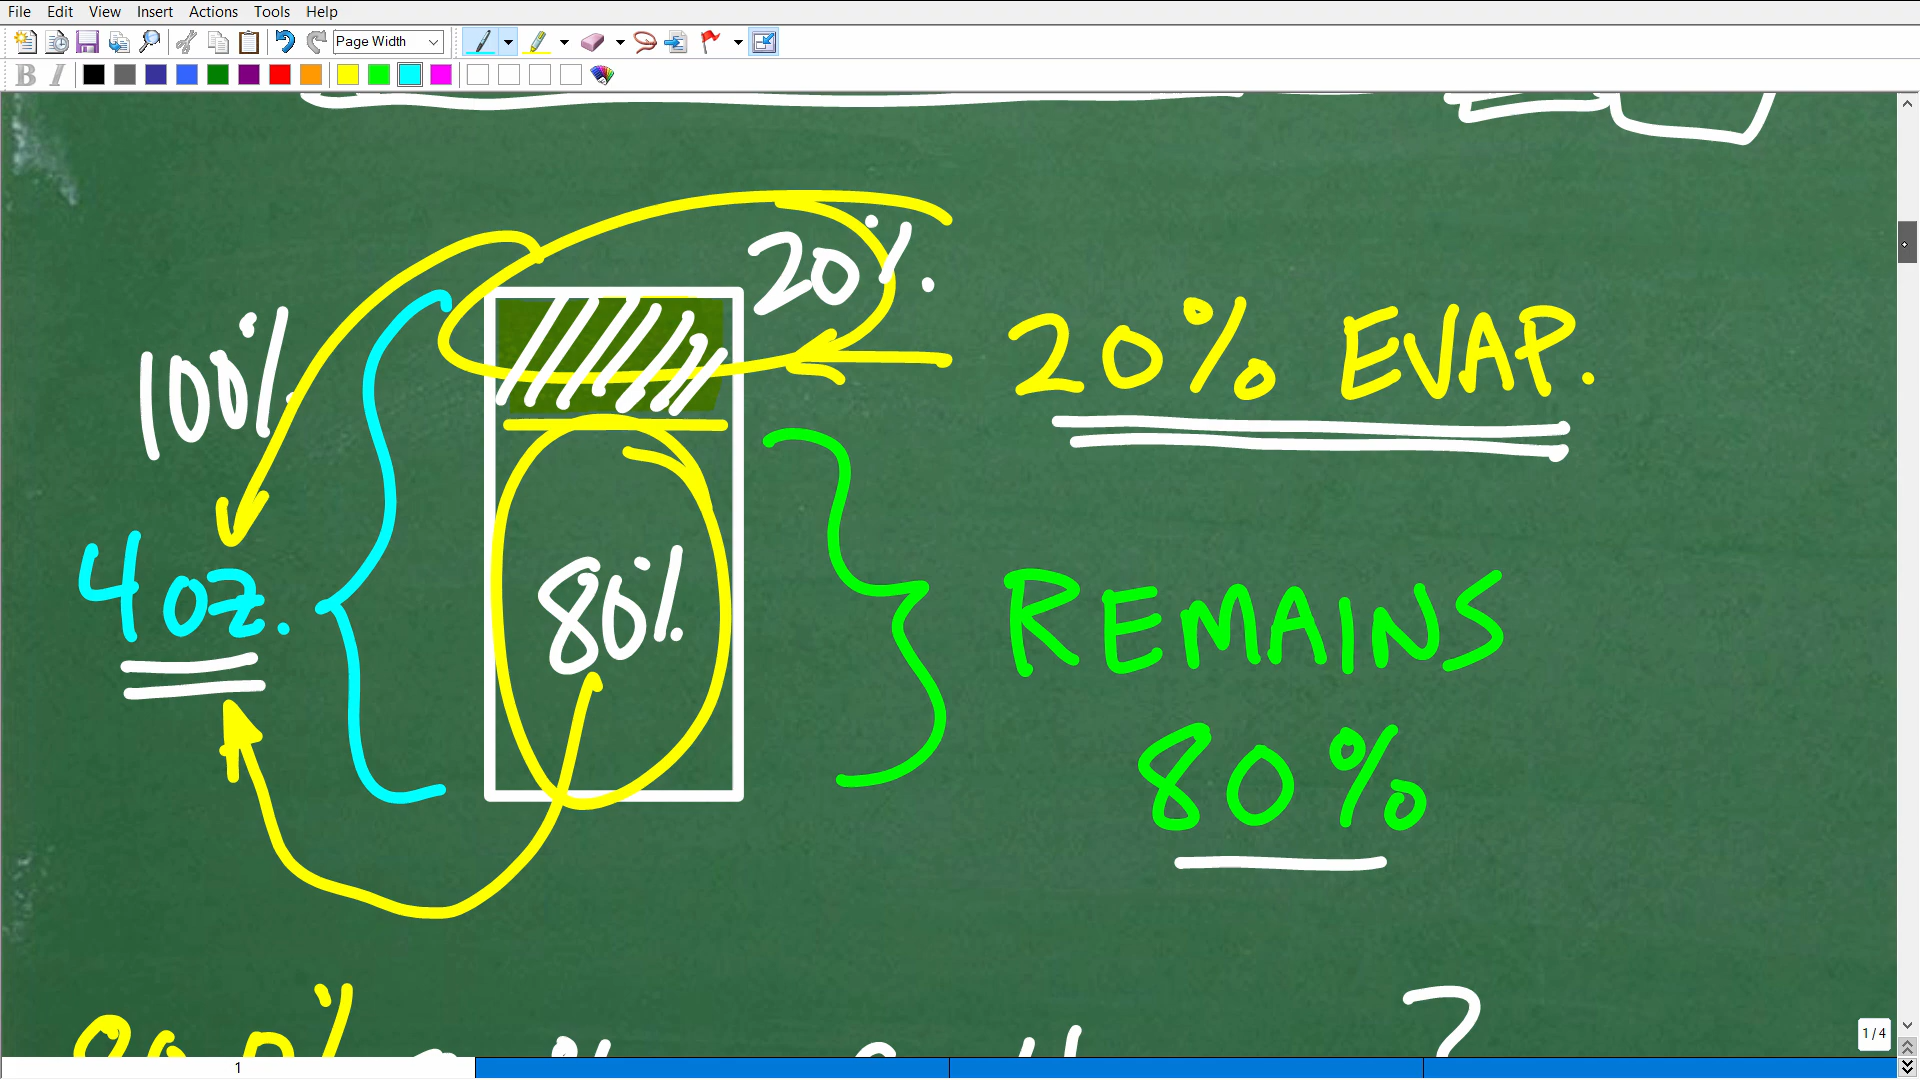 File Edit View Insert Actions Tools Help
Page Width
B I
20%
100%
20% EVAP.
4 oz.
80%
REMAINS
80%
1 / 4
1